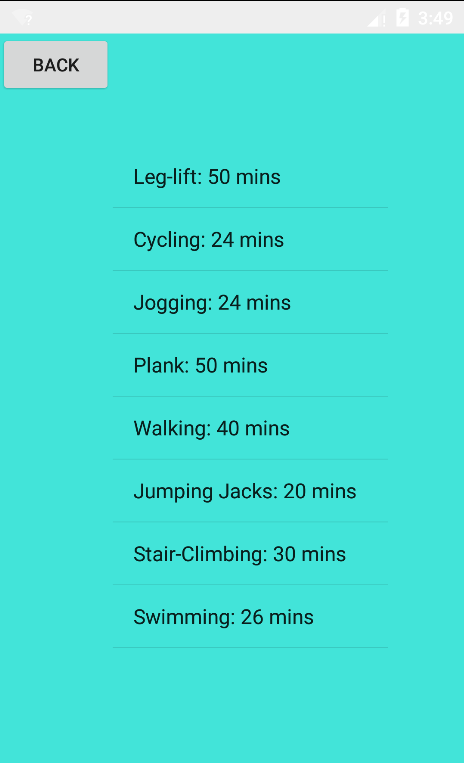 3:49
BACK
Leg-lift: 50 mins
Cycling: 24 mins
Jogging: 24 mins
Plank: 50 mins
Walking: 40 mins
Jumping Jacks: 20 mins
Stair-Climbing: 30 mins
Swimming: 26 mins